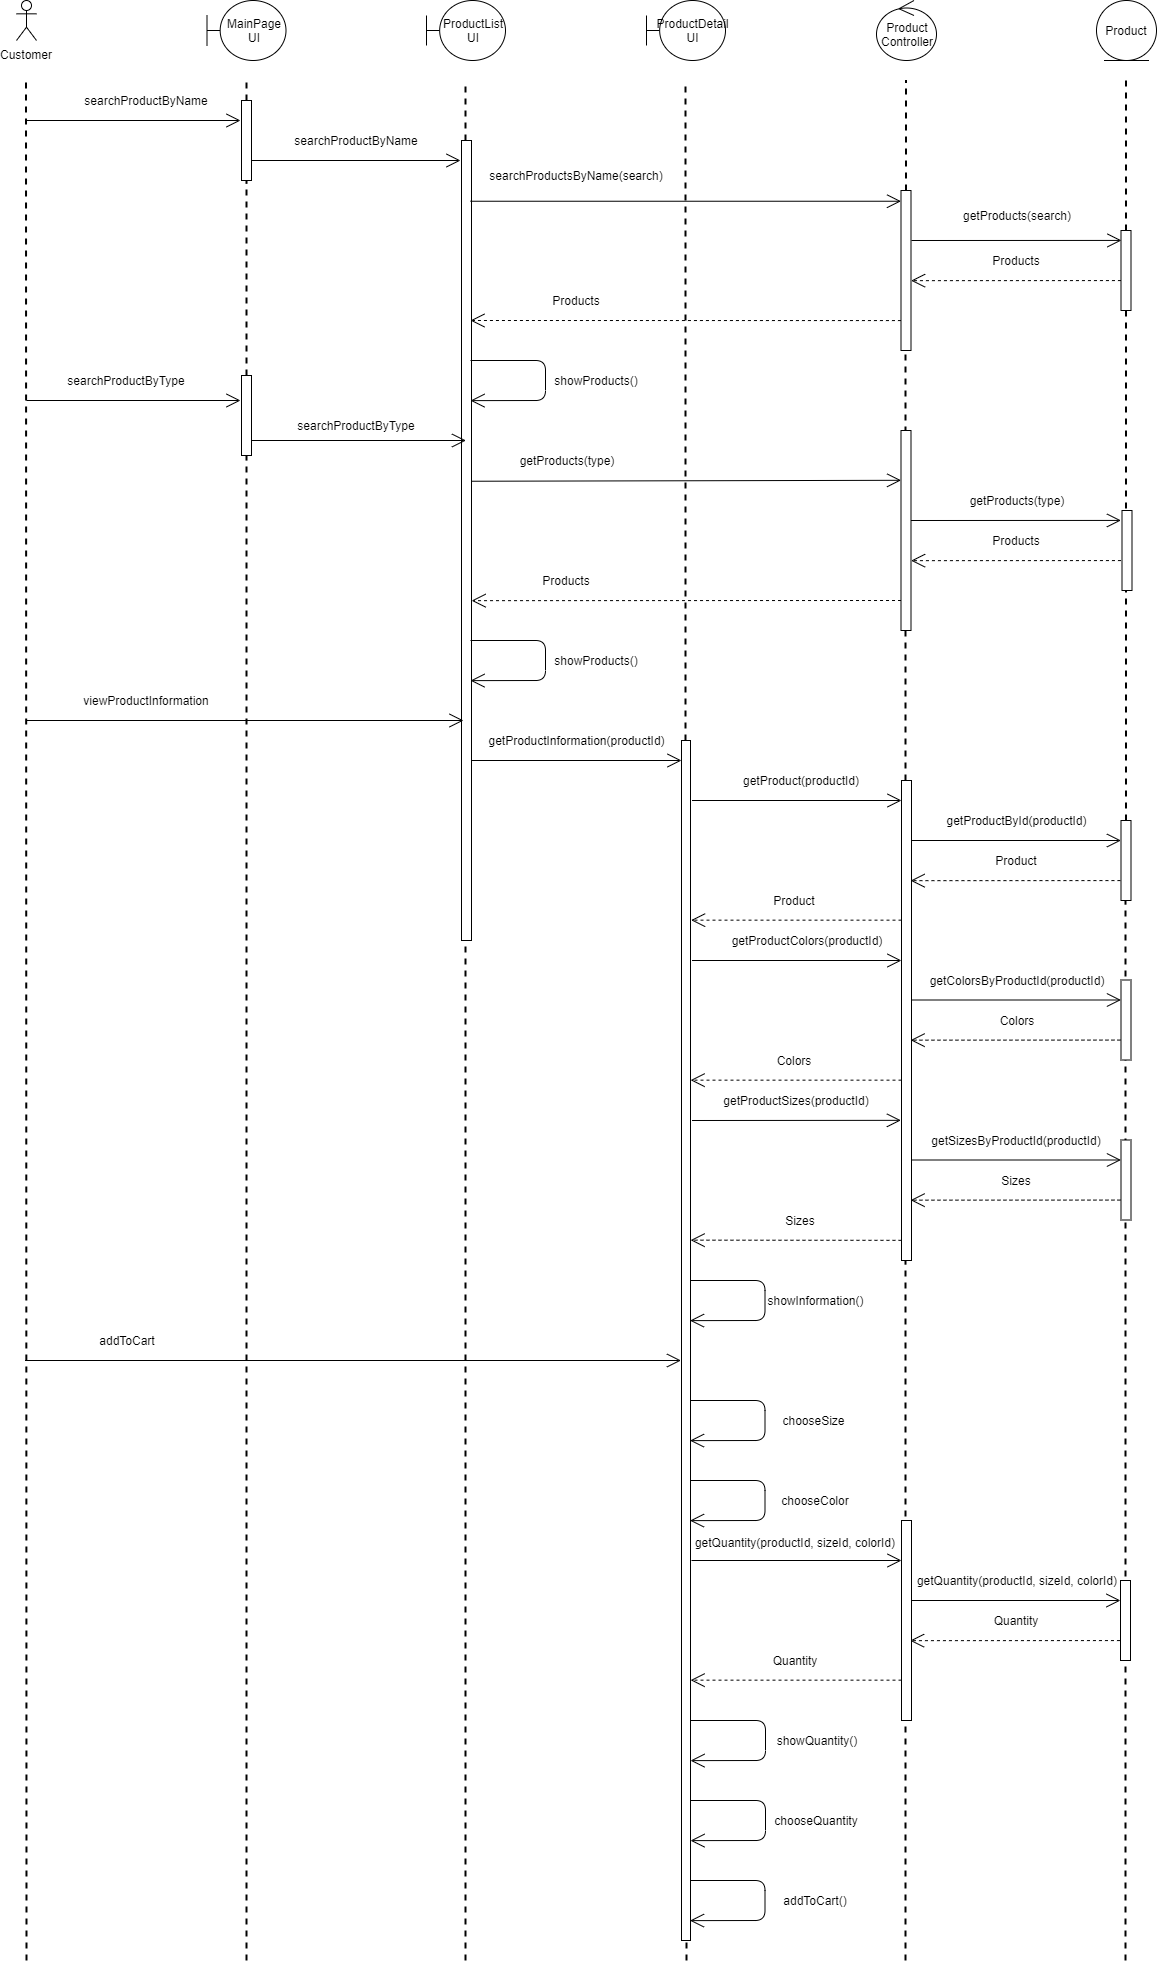 Customer
MainPage
UI
ProductList
UI
ProductDetail
UI
Product
Controller
Product
searchProductByName
searchProductByName
searchProductsByName(search)
getProducts(search)
Products
Products
showProducts()
searchProductByType
searchProductByType
getProducts(type)
getProducts(type)
Products
Products
showProducts()
viewProductInformation
getProductInformation(productId)
getProduct(productId)
getProductById(productId)
Product
Product
getProductColors(productId)
getColorsByProductId(productId)
Colors
Colors
getProductSizes(productId)
getSizesByProductId(productId)
Sizes
Sizes
showInformation()
addToCart
chooseSize
chooseColor
getQuantity(productId, sizeId, colorId)
getQuantity(productId, sizeId, colorId)
Quantity
Quantity
showQuantity()
chooseQuantity
addToCart()